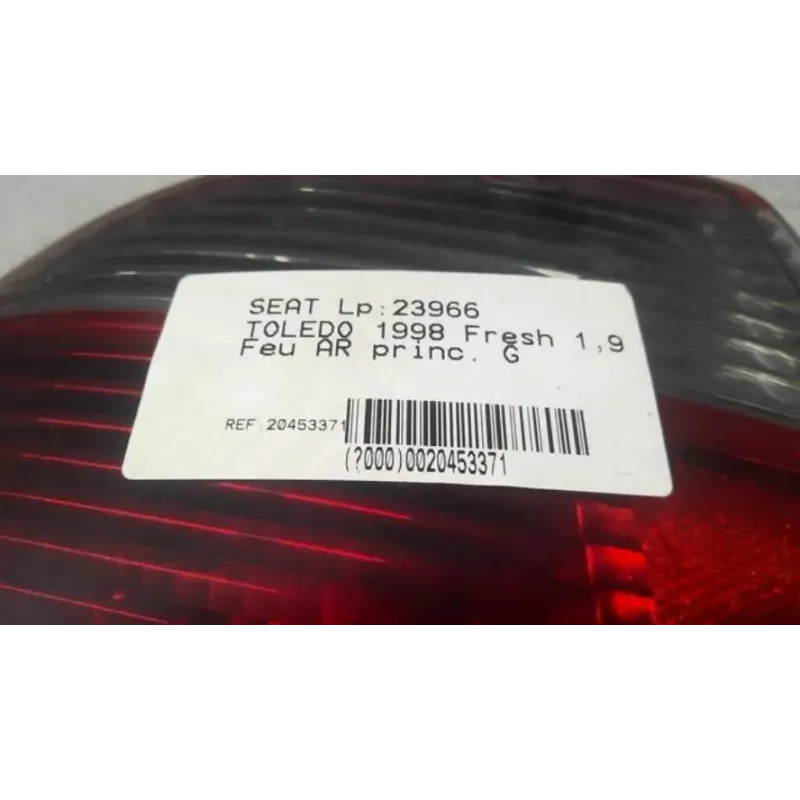 SEAT Lp:23966
TOLEDO 1998 Fresh 1,9
Feu AR princ. G
REF:20453371
(?000)0020453371